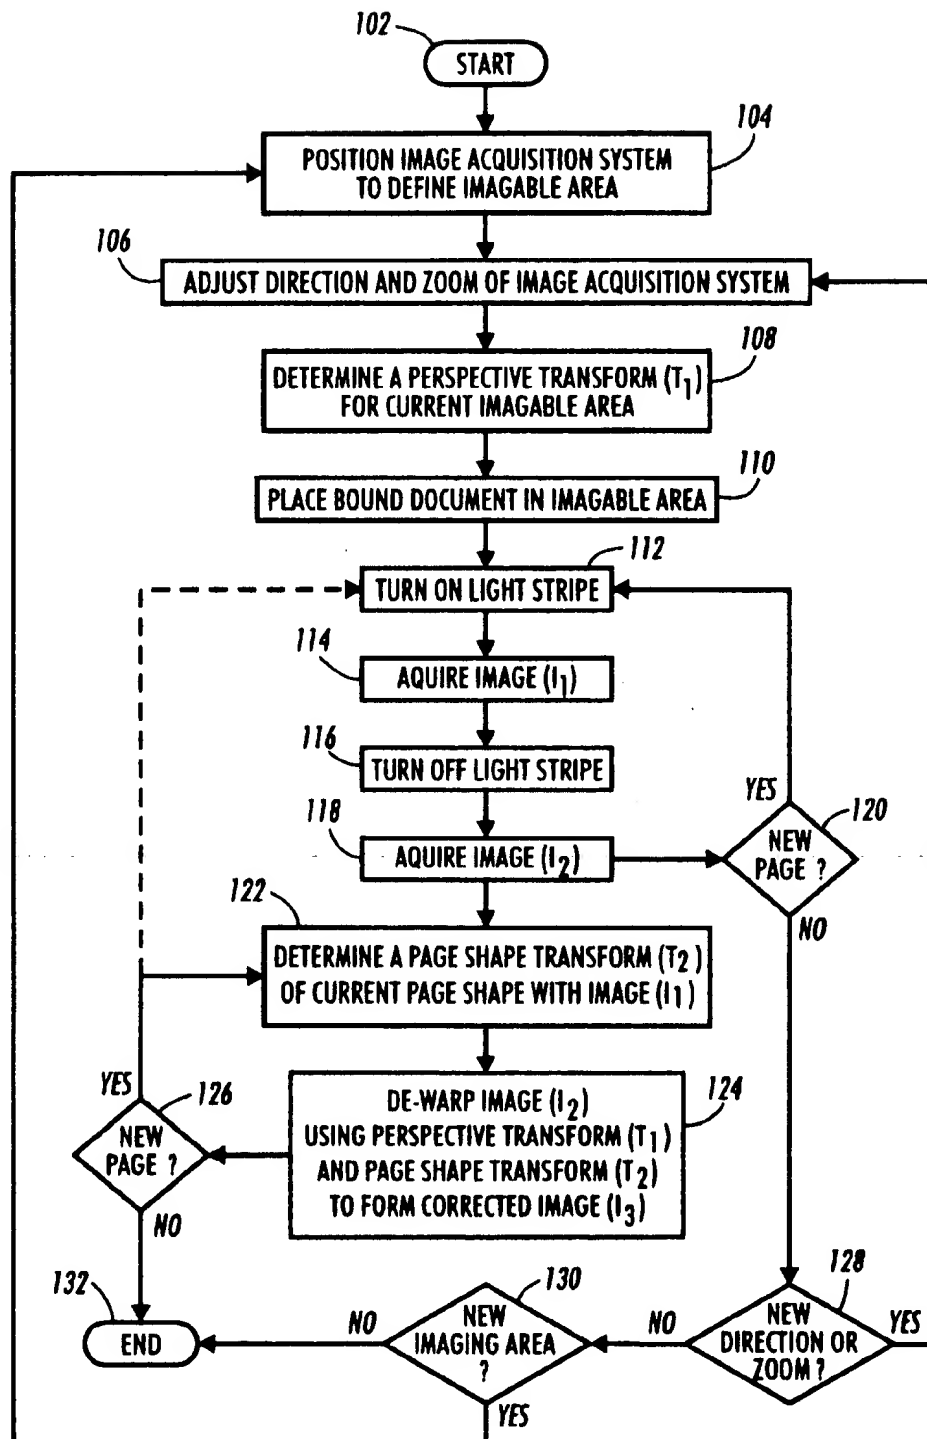 102
START
104
POSITION IMAGE ACQUISITION SYSTEM
TO DEFINE IMAGABLE AREA
106
ADJUST DIRECTION AND ZOOM OF IMAGE ACQUISITION SYSTEM
108
DETERMINE A PERSPECTIVE TRANSFORM (T1)
FOR CURRENT IMAGABLE AREA
110
PLACE BOUND DOCUMENT IN IMAGABLE AREA
112
TURN ON LIGHT STRIPE
114
AQUIRE IMAGE (I1)
116
TURN OFF LIGHT STRIPE
118
AQUIRE IMAGE (I2)
YES
120
NEW
PAGE ?
NO
122
DETERMINE A PAGE SHAPE TRANSFORM (T2)
OF CURRENT PAGE SHAPE WITH IMAGE (I1)
124
DE-WARP IMAGE (I2)
USING PERSPECTIVE TRANSFORM (T1)
AND PAGE SHAPE TRANSFORM (T2)
TO FORM CORRECTED IMAGE (I3)
YES
126
NEW
PAGE ?
NO
128
NEW
DIRECTION OR
ZOOM ?
YES
NO
130
NEW
IMAGING AREA
?
NO
YES
132
END